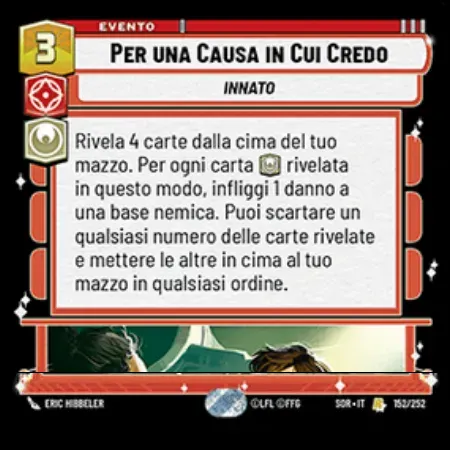 3
EVENTO
PER UNA CAUSA IN CUI CREDO
INNATO
Rivela 4 carte dalla cima del tuo
mazzo. Per ogni carta rivelata
in questo modo, infliggi 1 danno a
una base nemica. Puoi scartare un
qualsiasi numero delle carte rivelate
e mettere le altre in cima al tuo
mazzo in qualsiasi ordine.
ERIC HIBBELER
©LFL ©FFG
SOR • IT
152/252